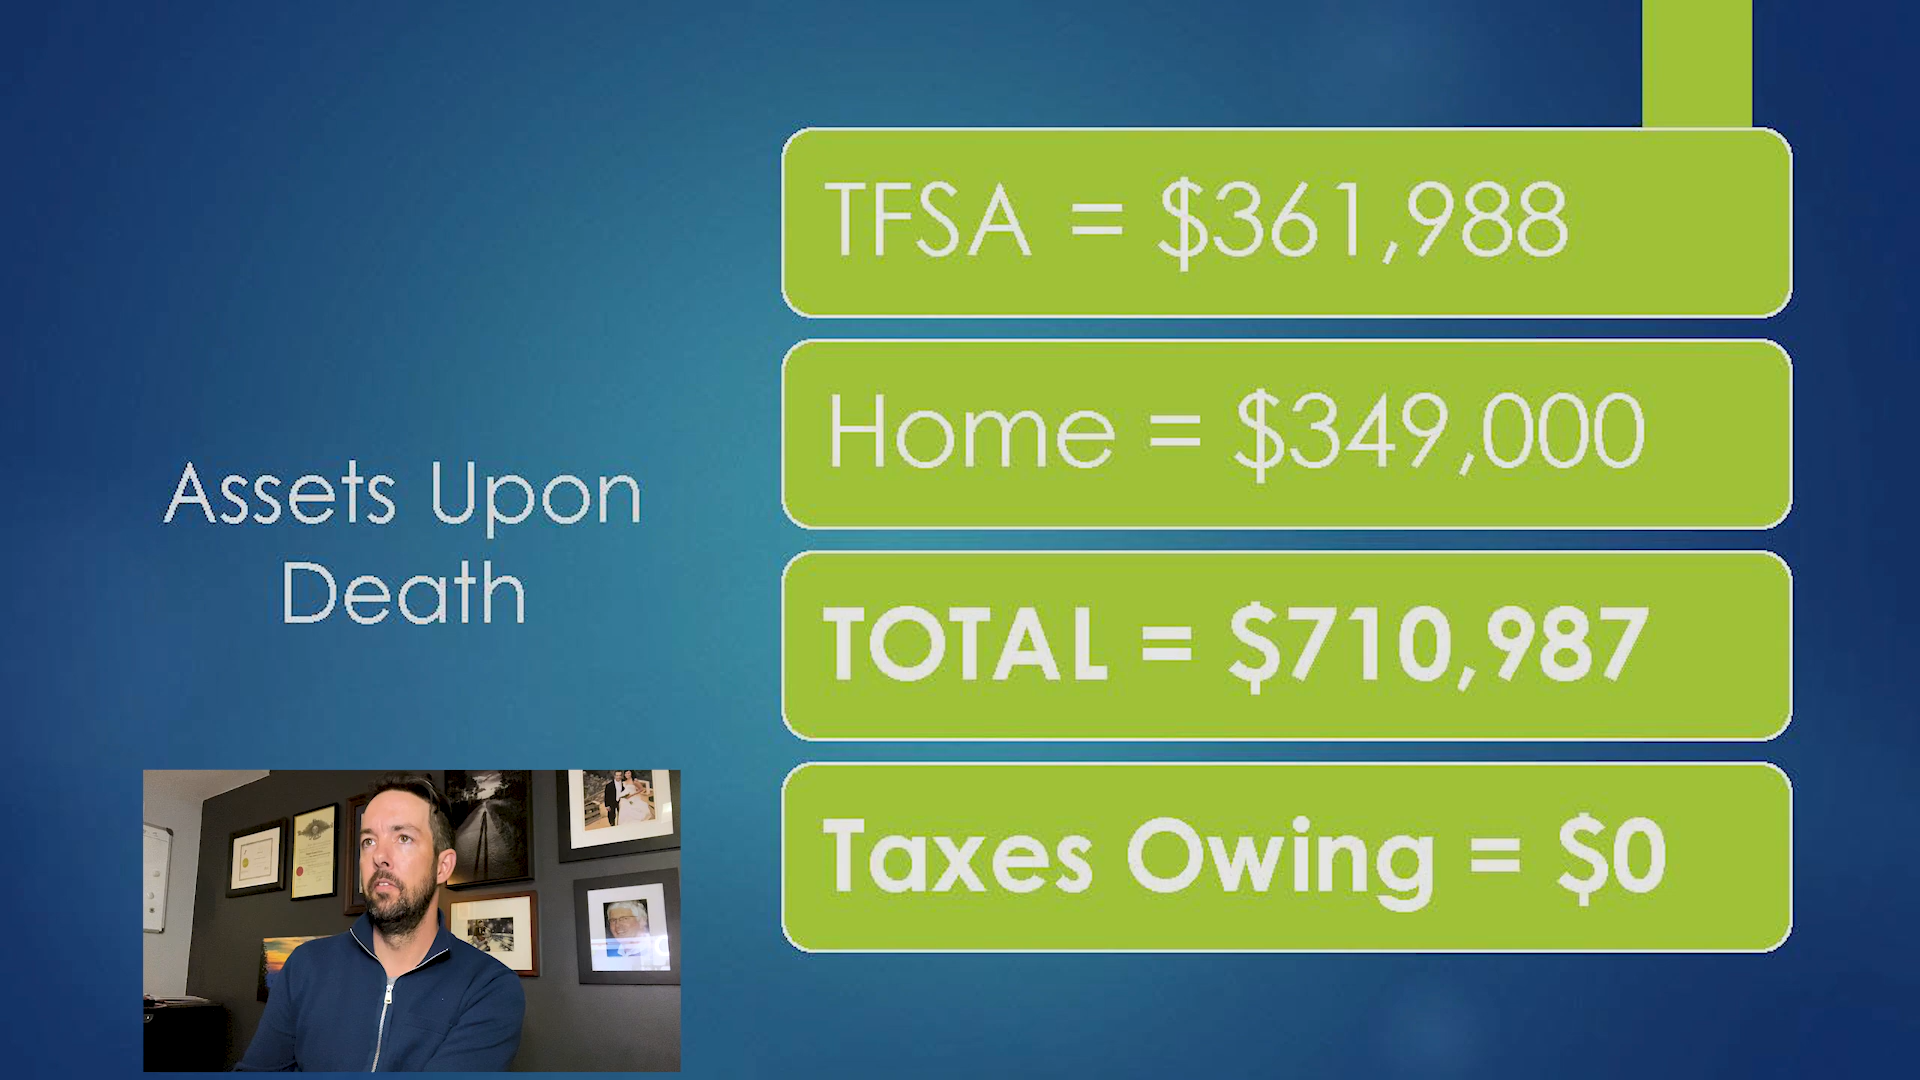 Assets Upon
Death
TFSA = $361,988
Home = $349,000
TOTAL = $710,987
Taxes Owing = $0